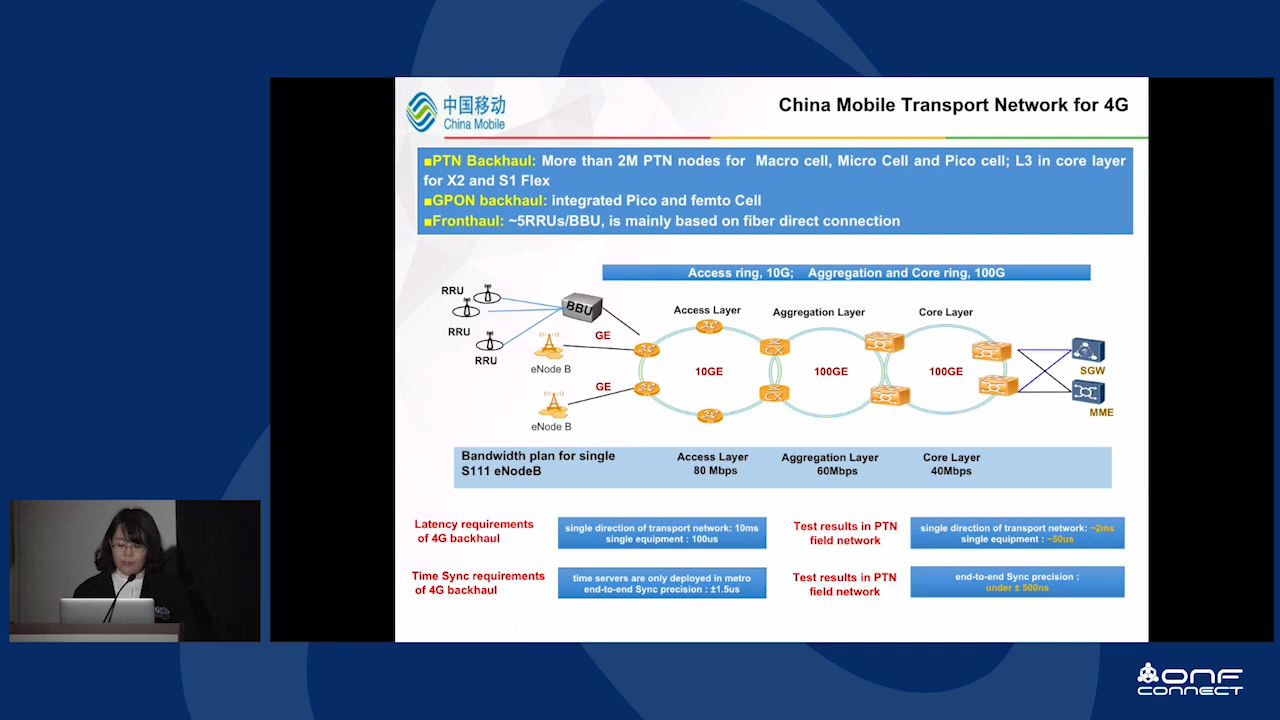 中国移动
China Mobile
China Mobile Transport Network for 4G
■PTN Backhaul: More than 2M PTN nodes for Macro cell, Micro Cell and Pico cell; L3 in core layer
for X2 and S1 Flex
■GPON backhaul: integrated Pico and femto Cell
■Fronthaul: ~5RRUs/BBU, is mainly based on fiber direct connection
Access ring, 10G; Aggregation and Core ring, 100G
RRU
RRU
RRU
BBU
GE
eNode B
GE
eNode B
Access Layer
Aggregation Layer
Core Layer
10GE
CX
CX
100GE
100GE
SGW
MME
Bandwidth plan for single
S111 eNodeB
Access Layer
80 Mbps
Aggregation Layer
60Mbps
Core Layer
40Mbps
Latency requirements
of 4G backhaul
single direction of transport network: 10ms
single equipment : 100us
Test results in PTN
field network
single direction of transport network: ~2ms
single equipment : ~50us
Time Sync requirements
of 4G backhaul
time servers are only deployed in metro
end-to-end Sync precision : ±1.5us
Test results in PTN
field network
end-to-end Sync precision :
under ± 500ns
ONF
CONNECT